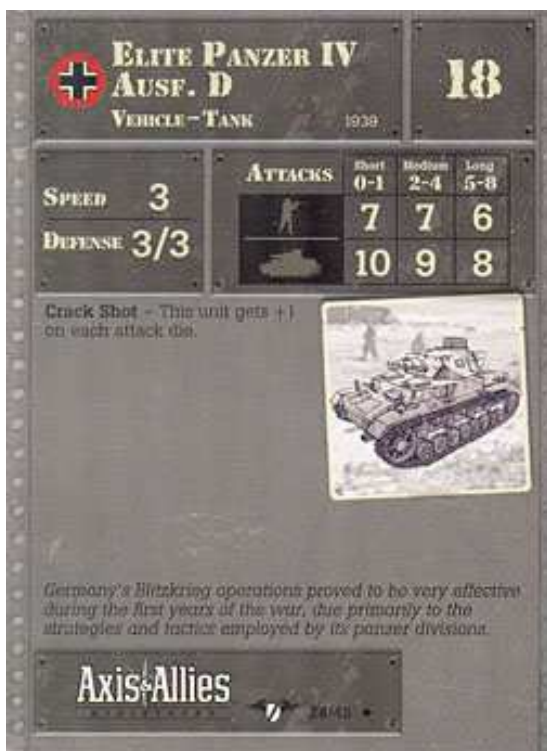 ELITE PANZER IV
AUSF. D
VEHICLE–TANK 1939
18
SPEED 3
DEFENSE 3/3
ATTACKS
Short 0-1 Medium 2-4 Long 5-8
7 7 6
10 9 8
Crack Shot – This unit gets +1
on each attack die.
Germany's Blitzkrieg operations proved to be very effective
during the first years of the war, due primarily to the
strategies and tactics employed by its panzer divisions.
Axis & Allies
MINIATURES